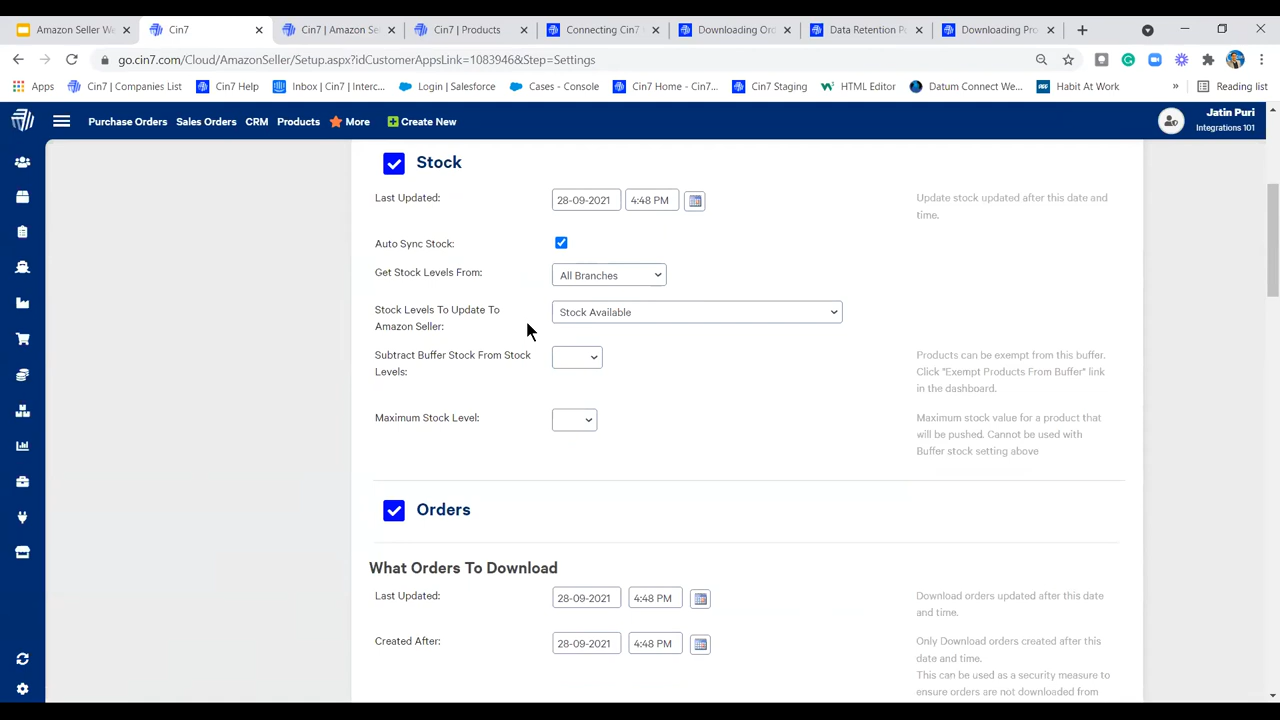 Amazon Seller W
Cin7
Cin7 | Amazon Se
Cin7 | Products
Connecting Cin7
Downloading Or
Data Retention P
Downloading Pro
go.cin7.com/Cloud/AmazonSeller/Setup.aspx?idCustomerAppsLink=1083946&Step=Settings
Apps
Cin7 | Companies List
Cin7 Help
Inbox | Cin7 | Interc...
Login | Salesforce
Cases - Console
Cin7 Home - Cin7...
Cin7 Staging
HTML Editor
Datum Connect We...
Habit At Work
»
Reading list
Purchase Orders
Sales Orders
CRM
Products
More
Create New
Jatin Puri
Integrations 101
Stock
Last Updated:
28-09-2021
4:48 PM
Update stock updated after this date and
time.
Auto Sync Stock:
Get Stock Levels From:
All Branches
Stock Levels To Update To
Amazon Seller:
Stock Available
Subtract Buffer Stock From Stock
Levels:
Products can be exempt from this buffer.
Click "Exempt Products From Buffer" link
in the dashboard.
Maximum Stock Level:
Maximum stock value for a product that
will be pushed. Cannot be used with
Buffer stock setting above
Orders
What Orders To Download
Last Updated:
28-09-2021
4:48 PM
Download orders updated after this date
and time.
Created After:
28-09-2021
4:48 PM
Only Download orders created after this
date and time.
This can be used as a security measure to
ensure orders are not downloaded from